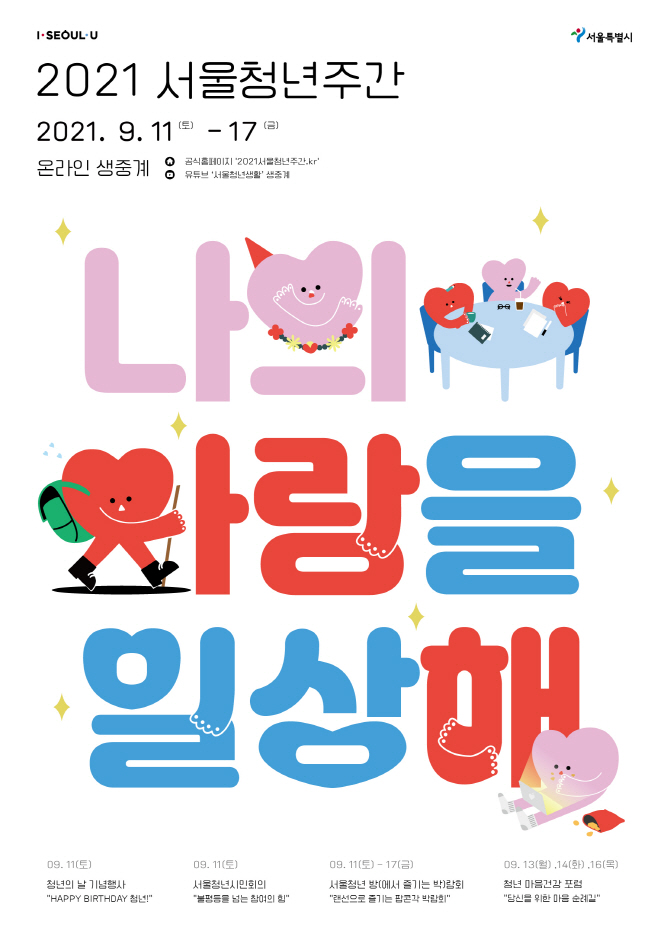 I·SEOUL·U
서울특별시
2021 서울청년주간
2021. 9. 11 (토) - 17 (금)
온라인 생중계
공식홈페이지 '2021서울청년주간.kr'
유튜브 '서울청년생활' 생중계
나의
사랑을
일상해
09. 11(토)
청년의 날 기념행사
"HAPPY BIRTHDAY 청년!"
09. 11(토)
서울청년시민회의
"불평등을 넘는 참여의 힘"
09. 11(토) - 17(금)
서울청년 방(에서 즐기는 박)람회
"랜선으로 즐기는 팝콘각 박람회"
09. 13(월) .14(화) .16(목)
청년 마음건강 포럼
"당신을 위한 마음 순례길"